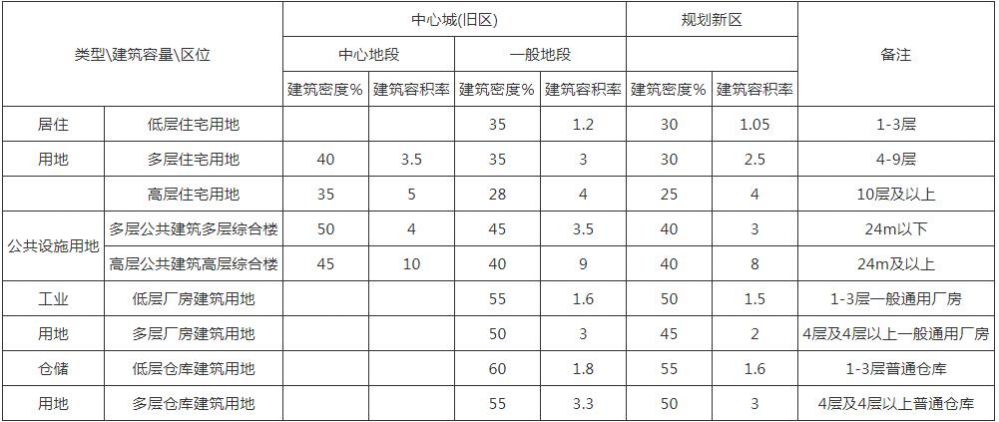 类型\建筑容量\区位 中心城(旧区) 规划新区 备注
中心地段 一般地段
建筑密度% 建筑容积率 建筑密度% 建筑容积率 建筑密度% 建筑容积率
居住 低层住宅用地 35 1.2 30 1.05 1-3层
用地 多层住宅用地 40 3.5 35 3 30 2.5 4-9层
高层住宅用地 35 5 28 4 25 4 10层及以上
公共设施用地 多层公共建筑多层综合楼 50 4 45 3.5 40 3 24m以下
高层公共建筑高层综合楼 45 10 40 9 40 8 24m及以上
工业 低层厂房建筑用地 55 1.6 50 1.5 1-3层一般通用厂房
用地 多层厂房建筑用地 50 3 45 2 4层及4层以上一般通用厂房
仓储 低层仓库建筑用地 60 1.8 55 1.6 1-3层普通仓库
用地 多层仓库建筑用地 55 3.3 50 3 4层及4层以上普通仓库